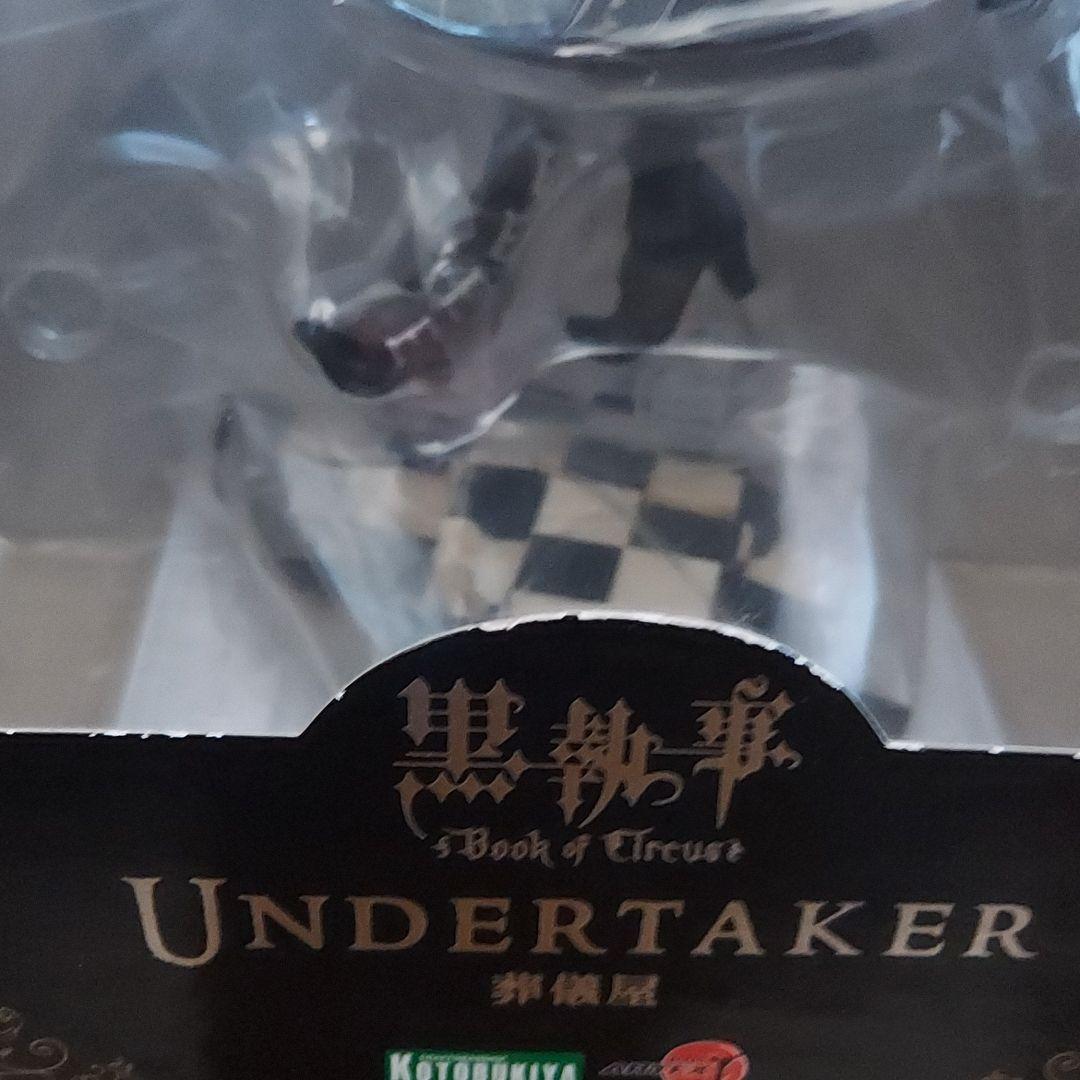 黒執事
Book of Circus
UNDERTAKER
葬儀屋
KOTOBUKIYA